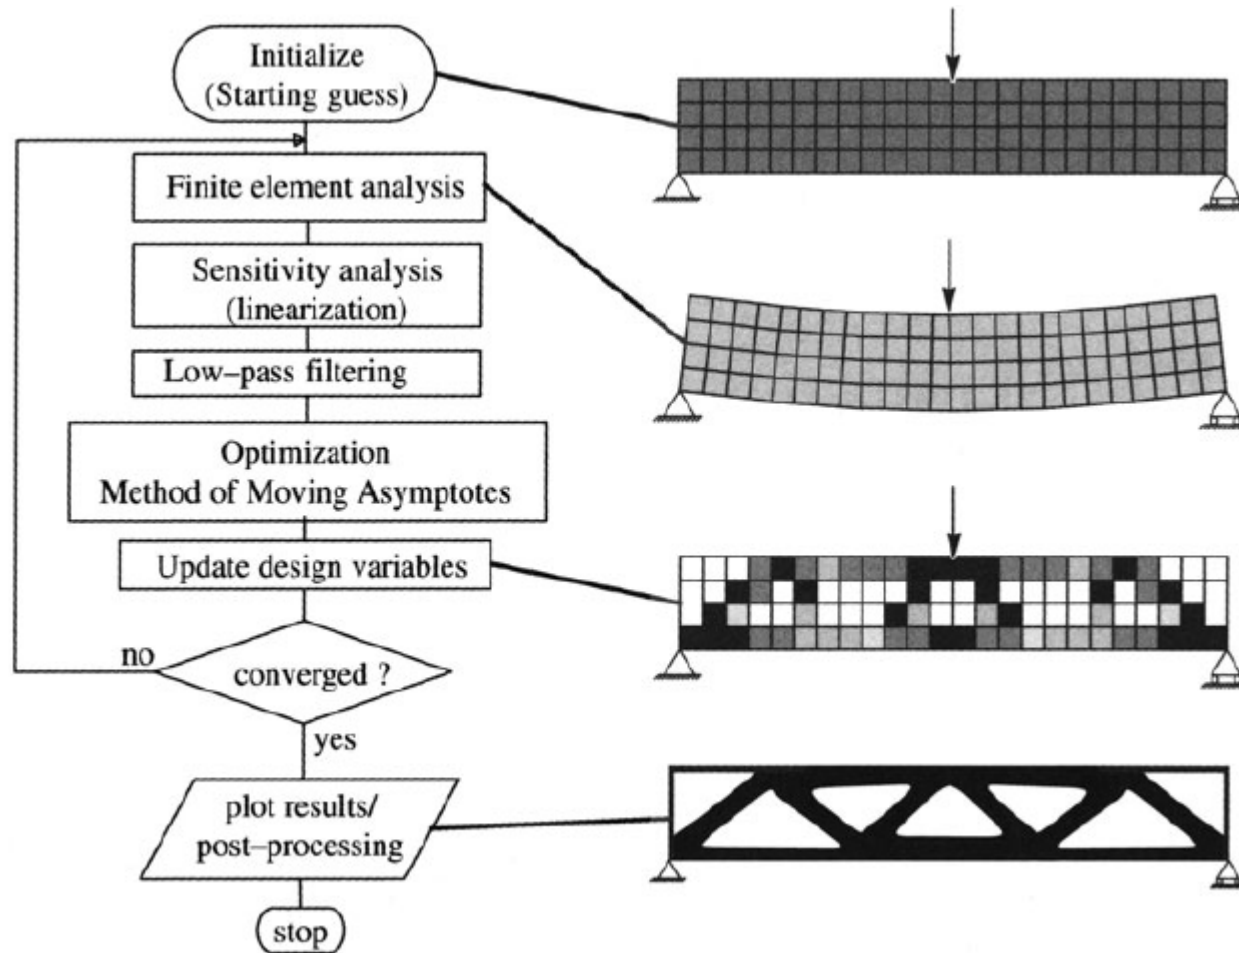 Initialize
(Starting guess)
Finite element analysis
Sensitivity analysis
(linearization)
Low–pass filtering
Optimization
Method of Moving Asymptotes
Update design variables
no
converged ?
yes
plot results/
post–processing
stop